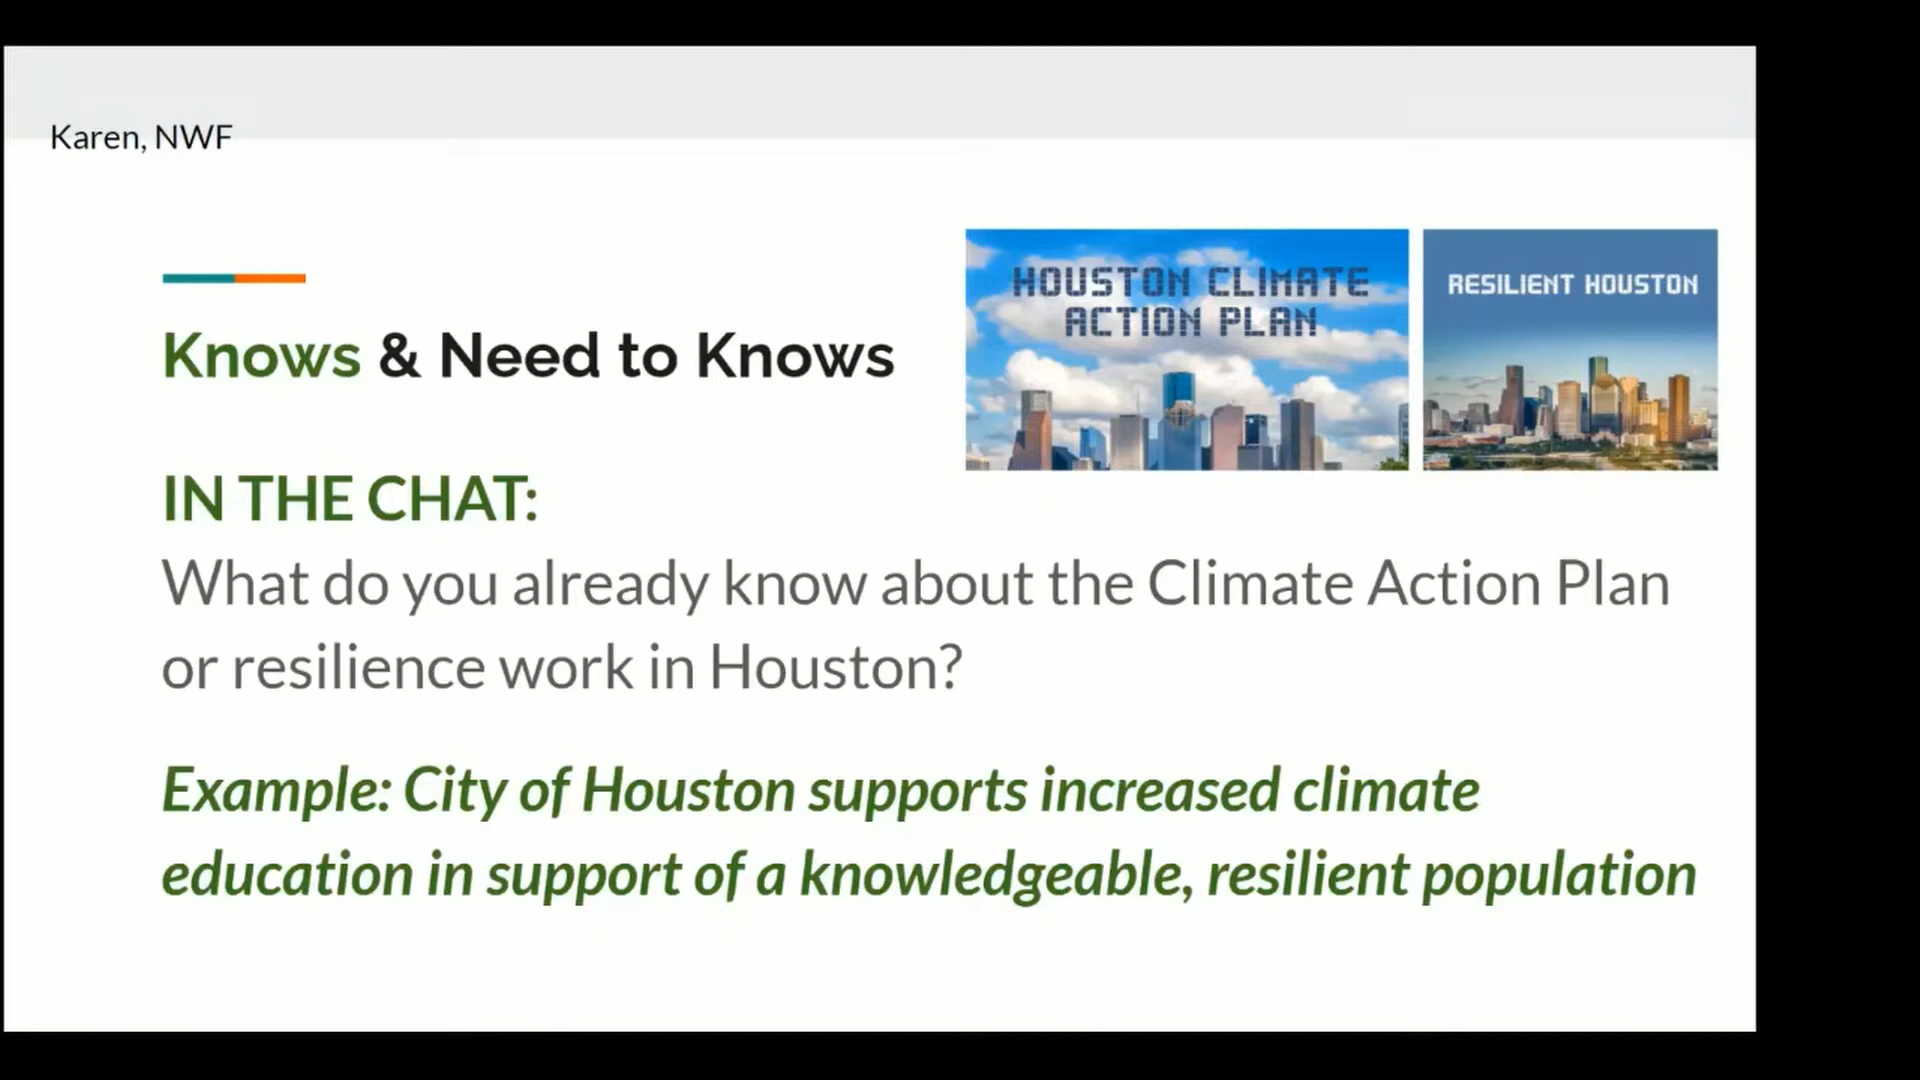 Karen, NWF
HOUSTON CLIMATE
ACTION PLAN
RESILIENT HOUSTON
Knows & Need to Knows
IN THE CHAT:
What do you already know about the Climate Action Plan
or resilience work in Houston?
Example: City of Houston supports increased climate
education in support of a knowledgeable, resilient population